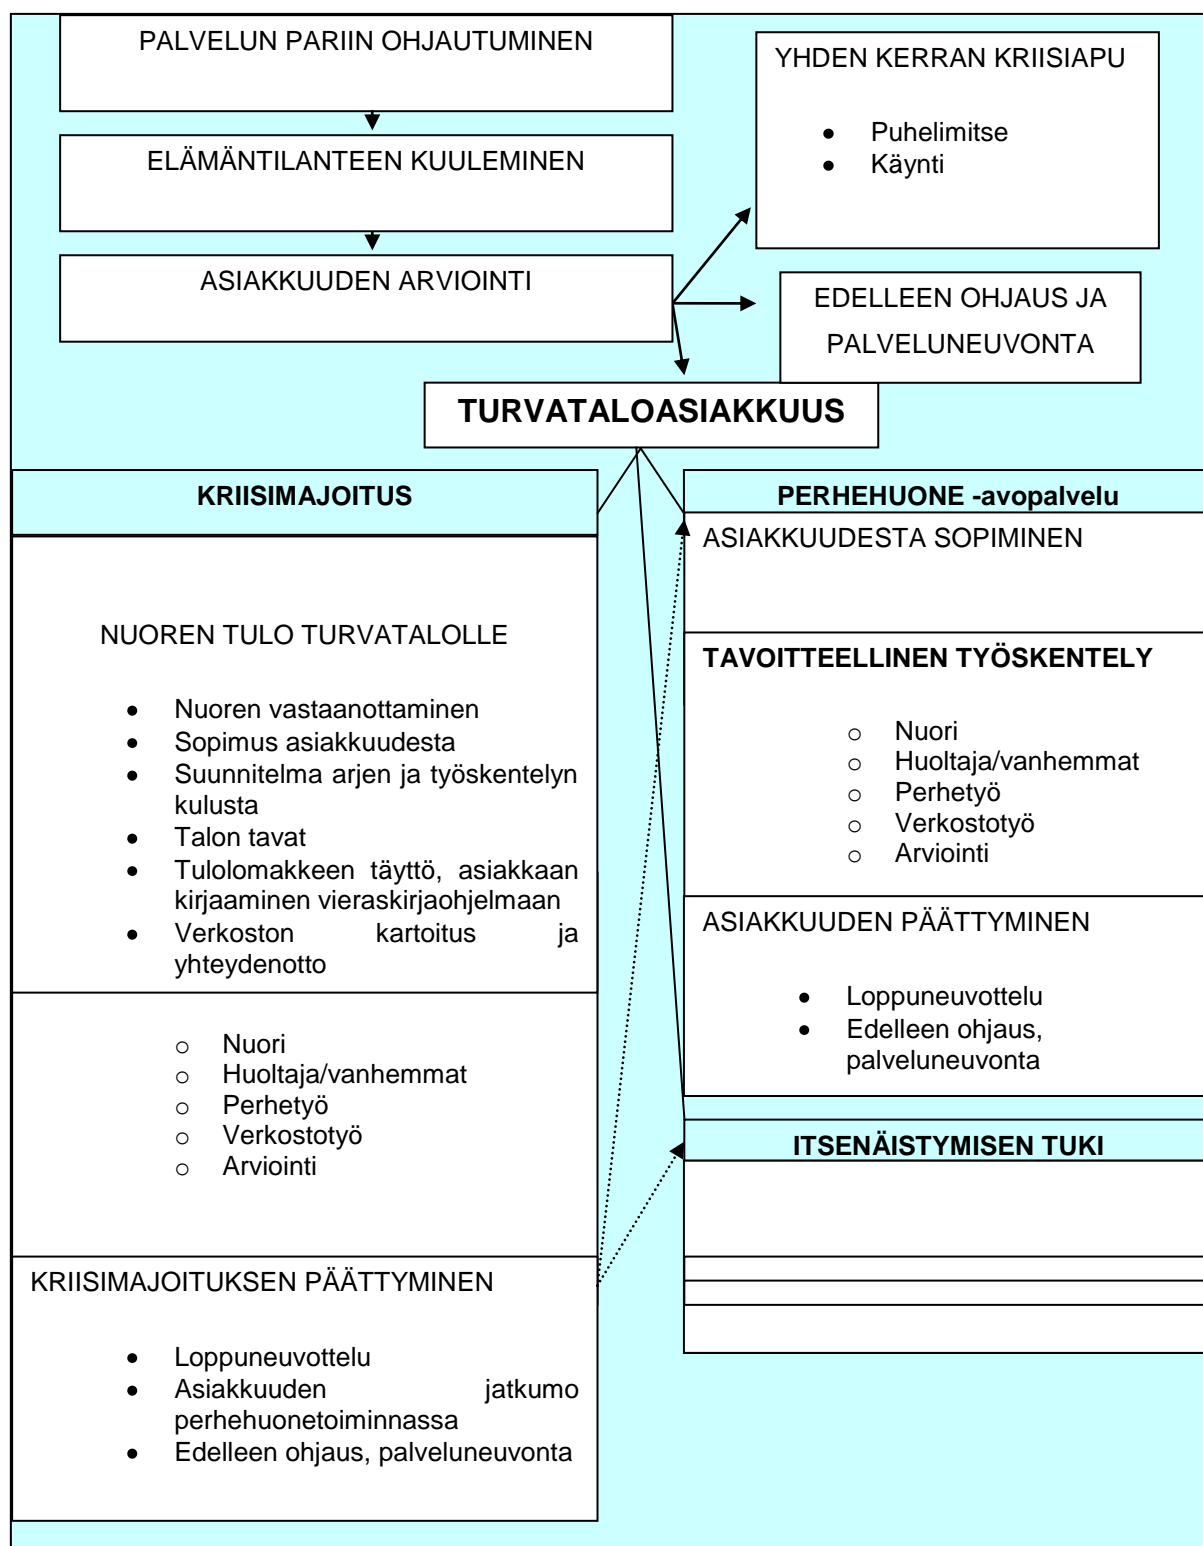 PALVELUN PARIIN OHJAUTUMINEN
ELÄMÄNTILANTEEN KUULEMINEN
ASIAKKUUDEN ARVIOINTI
YHDEN KERRAN KRIISIAPU
• Puhelimitse
• Käynti
EDELLEEN OHJAUS JA
PALVELUNEUVONTA
TURVATALOASIAKKUUS
KRIISIMAJOITUS
NUOREN TULO TURVATALOLLE
• Nuoren vastaanottaminen
• Sopimus asiakkuudesta
• Suunnitelma arjen ja työskentelyn
kulusta
• Talon tavat
• Tulolomakkeen täyttö, asiakkaan
kirjaaminen vieraskirjaohjelmaan
• Verkoston kartoitus ja
yhteydenotto
o Nuori
o Huoltaja/vanhemmat
o Perhetyö
o Verkostotyö
o Arviointi
KRIISIMAJOITUKSEN PÄÄTTYMINEN
• Loppuneuvottelu
• Asiakkuuden jatkumo
perhehuonetoiminnassa
• Edelleen ohjaus, palveluneuvonta
PERHEHUONE -avopalvelu
ASIAKKUUDESTA SOPIMINEN
TAVOITTEELLINEN TYÖSKENTELY
o Nuori
o Huoltaja/vanhemmat
o Perhetyö
o Verkostotyö
o Arviointi
ASIAKKUUDEN PÄÄTTYMINEN
• Loppuneuvottelu
• Edelleen ohjaus,
palveluneuvonta
ITSENÄISTYMISEN TUKI